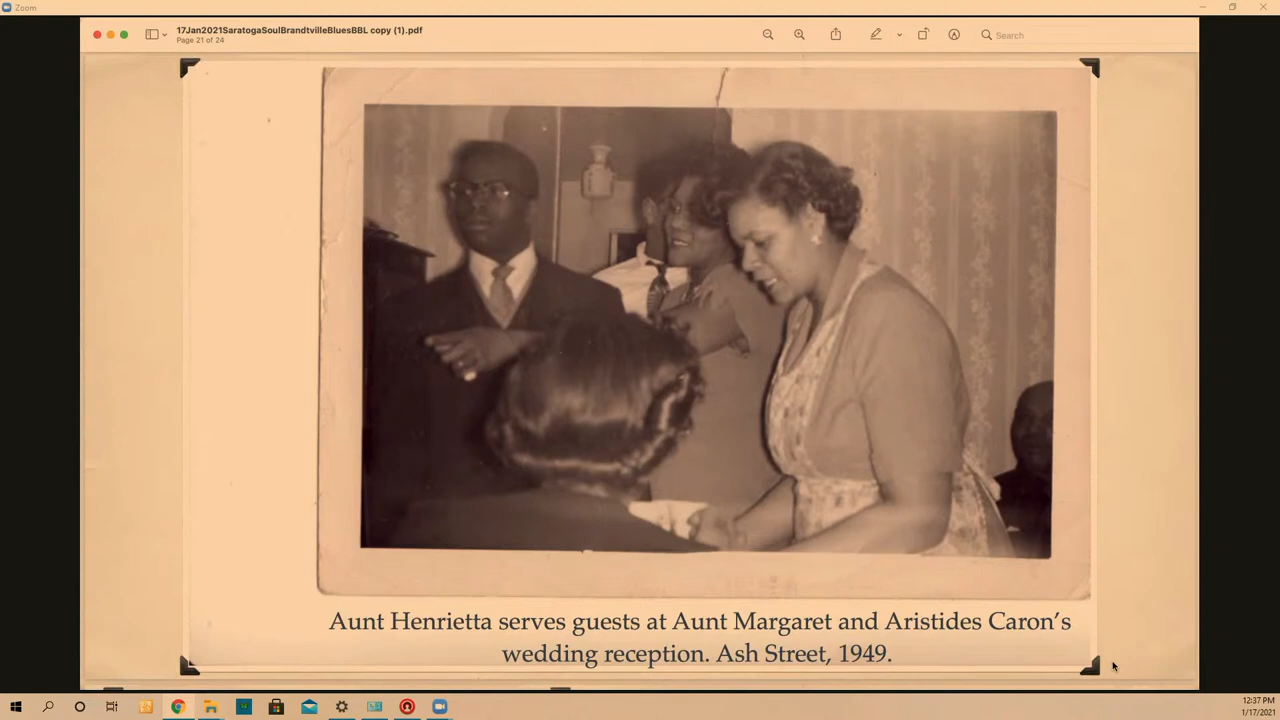 Zoom
17Jan2021SaratogaSoulBrandtvilleBluesBBL copy (1).pdf
Page 21 of 24
Search
Aunt Henrietta serves guests at Aunt Margaret and Aristides Caron's
wedding reception. Ash Street, 1949.
12:37 PM
1/17/2021